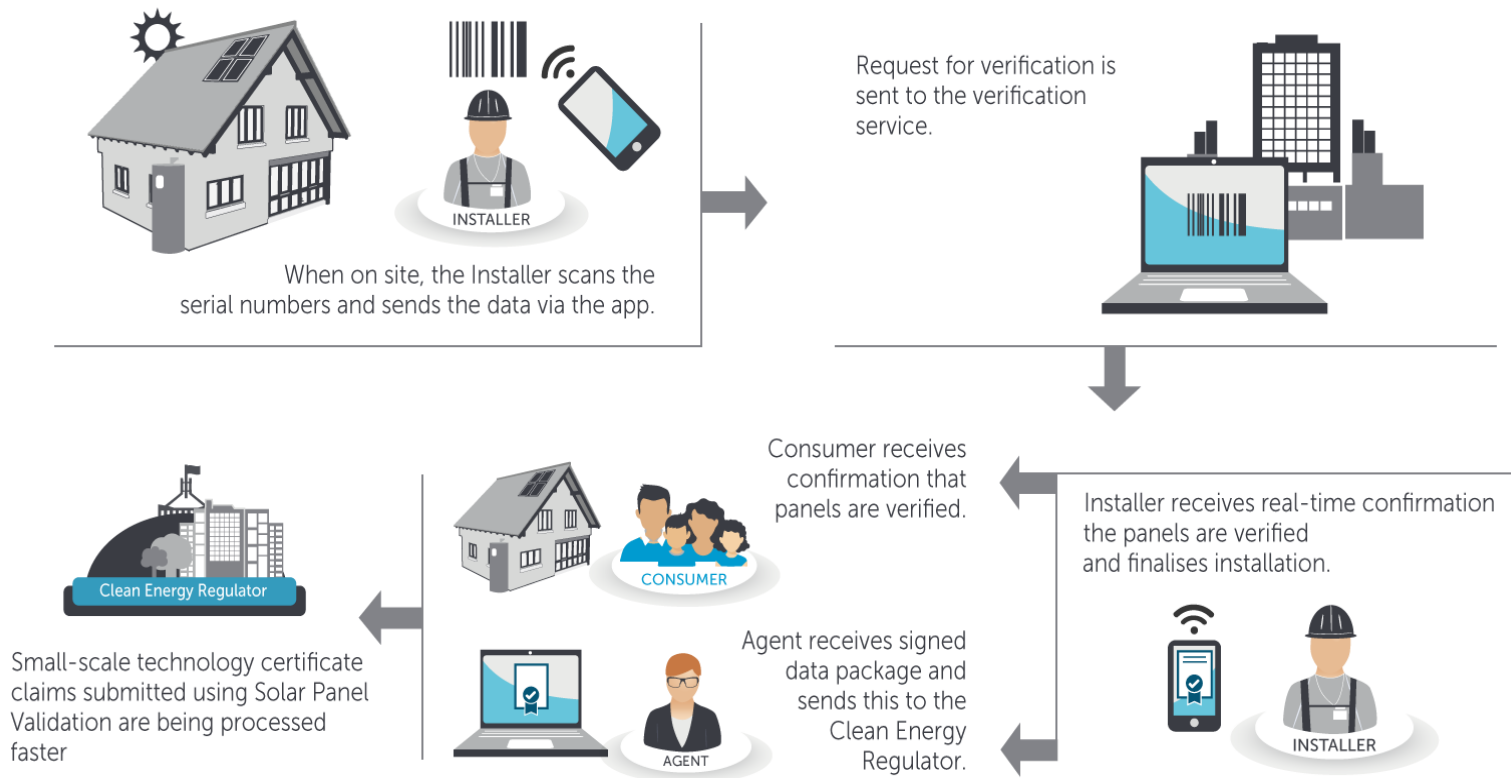 INSTALLER
When on site, the Installer scans the
serial numbers and sends the data via the app.
Request for verification is
sent to the verification
service.
Installer receives real-time confirmation
the panels are verified
and finalises installation.
INSTALLER
Consumer receives
confirmation that
panels are verified.
CONSUMER
Agent receives signed
data package and
sends this to the
Clean Energy
Regulator.
AGENT
Clean Energy Regulator
Small-scale technology certificate
claims submitted using Solar Panel
Validation are being processed
faster